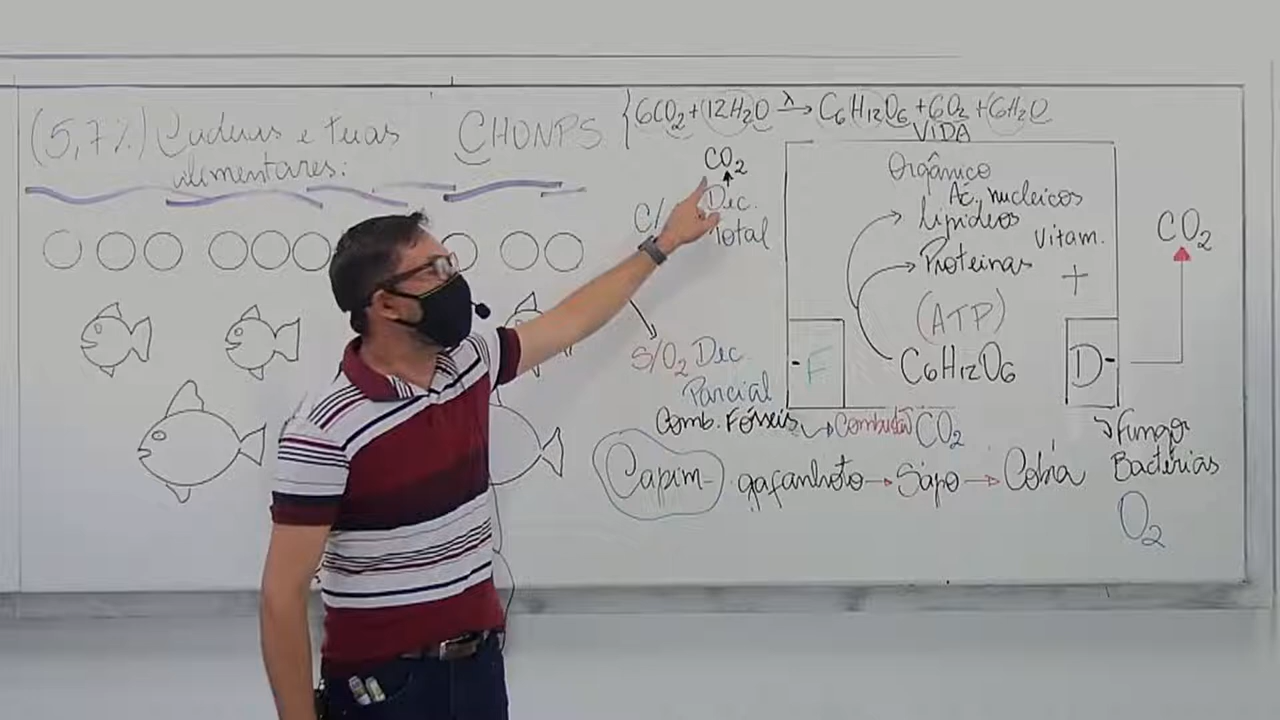 (5,7%) Cadeias e teias
alimentares:
CHONPS
6CO2+12H2O λ→ C6H12O6+6O2+6H2O
VIDA
CO2
Dec.
Total
C/
S/O2 Dec.
Parcial
Comb. Fósseis → Combustão CO2
Orgânico
Ác. nucleicos
Lipídeos
Vitam.
Proteínas
+
(ATP)
C6H12O6
F
D
CO2
Fungos
Bactérias
O2
Capim gafanhoto→Sapo→Cobra